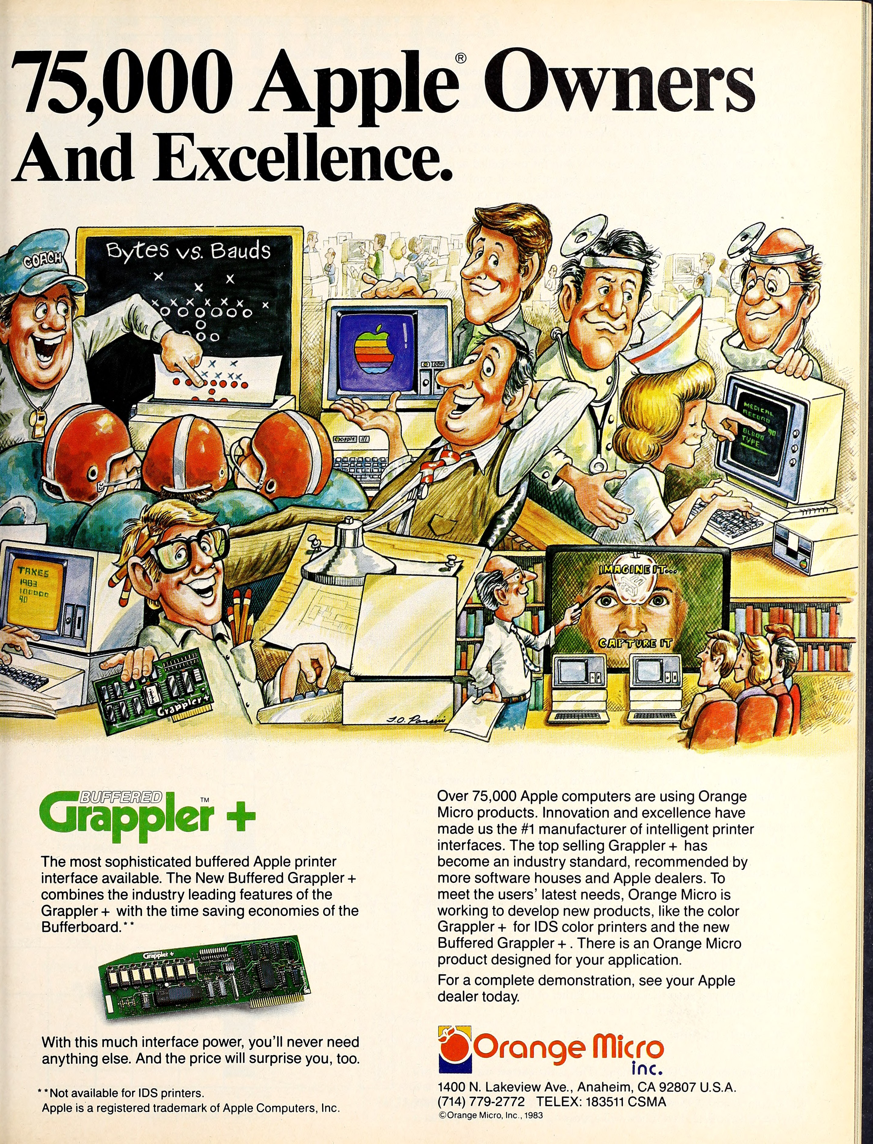 75,000 Apple® Owners
And Excellence.
COACH
Bytes vs. Bauds
MEDICAL
RECORD
BLOOD
TYPE
TAXES
1983
Grappler+
IMAGINE IT...
CAPTURE IT
BUFFERED
Grappler™ +
The most sophisticated buffered Apple printer
interface available. The New Buffered Grappler +
combines the industry leading features of the
Grappler + with the time saving economies of the
Bufferboard.**
Grappler +
With this much interface power, you'll never need
anything else. And the price will surprise you, too.
**Not available for IDS printers.
Apple is a registered trademark of Apple Computers, Inc.
Over 75,000 Apple computers are using Orange
Micro products. Innovation and excellence have
made us the #1 manufacturer of intelligent printer
interfaces. The top selling Grappler + has
become an industry standard, recommended by
more software houses and Apple dealers. To
meet the users' latest needs, Orange Micro is
working to develop new products, like the color
Grappler + for IDS color printers and the new
Buffered Grappler +. There is an Orange Micro
product designed for your application.
For a complete demonstration, see your Apple
dealer today.
Orange Micro
inc.
1400 N. Lakeview Ave., Anaheim, CA 92807 U.S.A.
(714) 779-2772 TELEX: 183511 CSMA
©Orange Micro, Inc., 1983